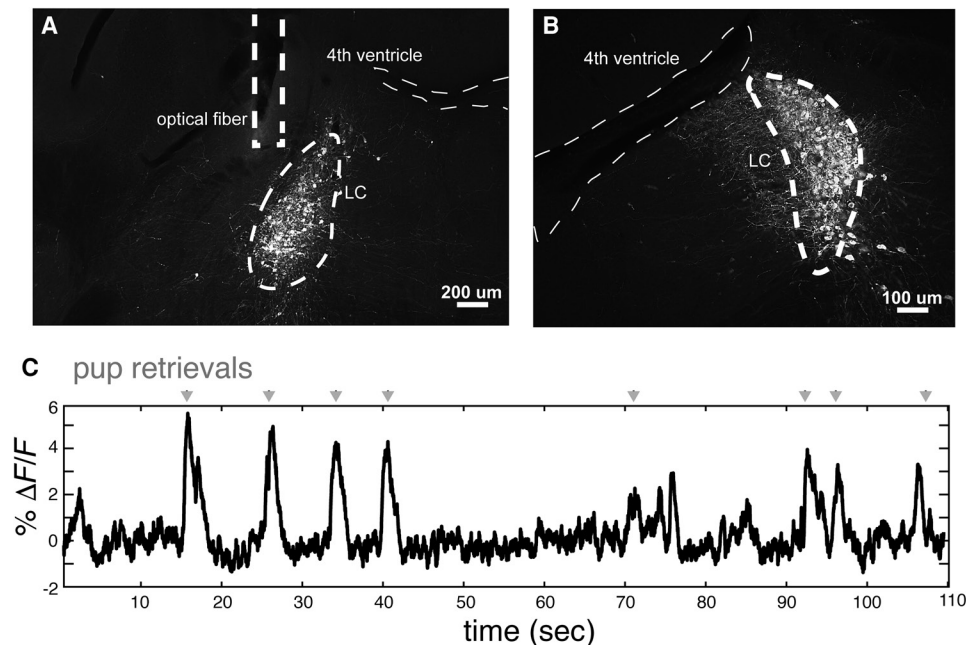 A
4th ventricle
optical fiber
LC
200 um
B
4th ventricle
LC
100 um
C pup retrievals
6
4
2
0
-2
% ΔF/F
10 20 30 40 50 60 70 80 90 100 110
time (sec)